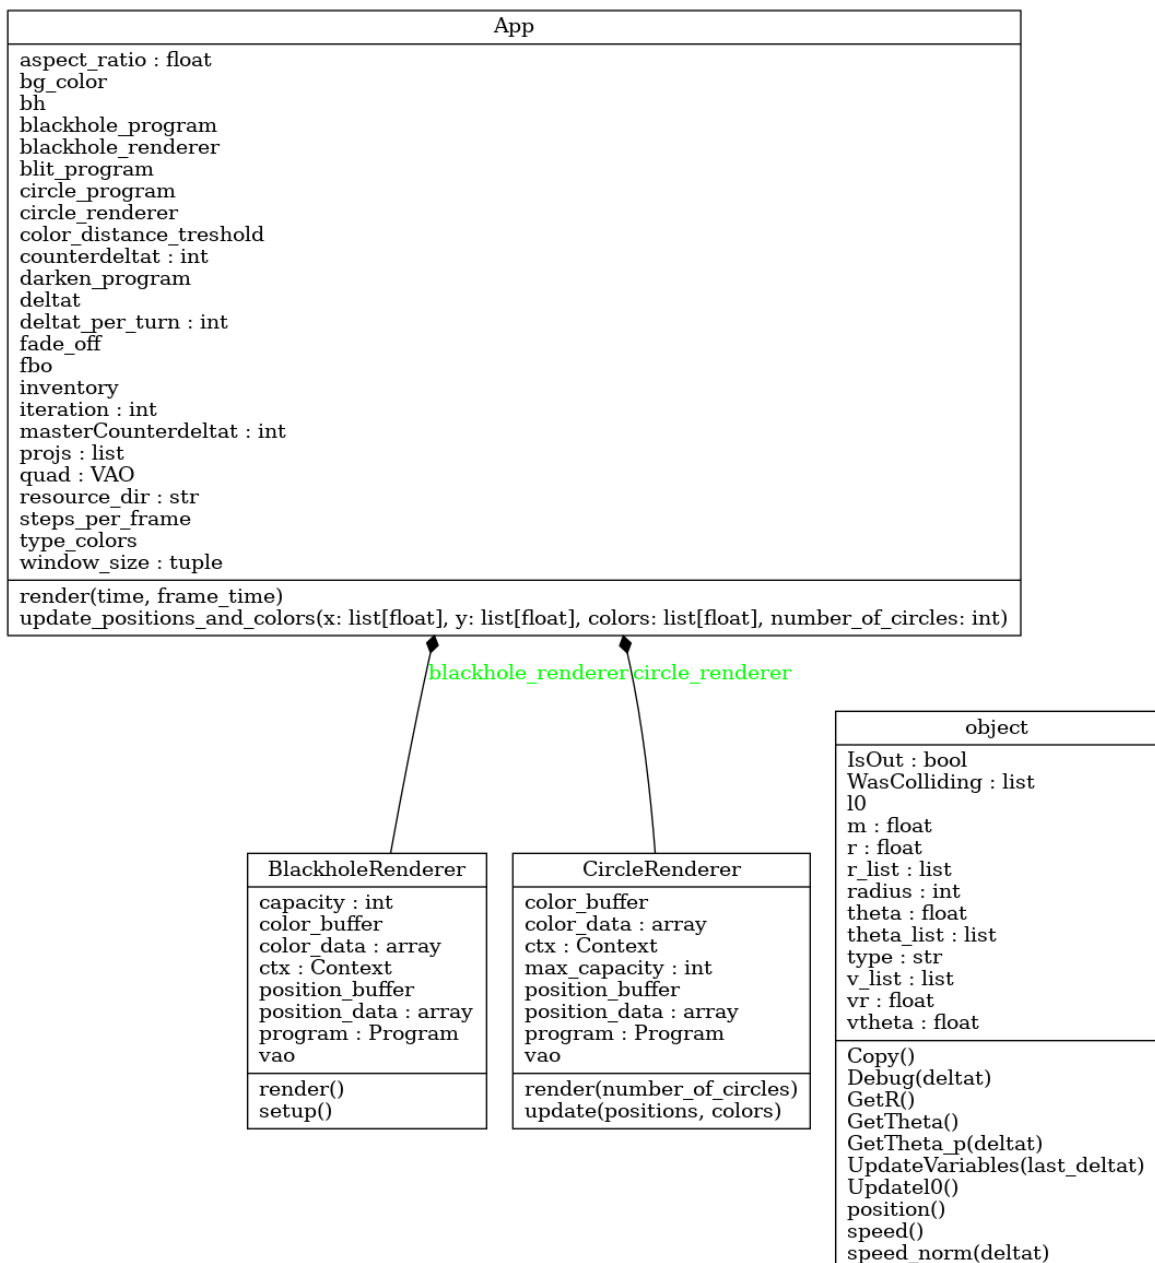 App
aspect_ratio : float
bg_color
bh
blackhole_program
blackhole_renderer
blit_program
circle_program
circle_renderer
color_distance_treshold
counterdeltat : int
darken_program
deltat
deltat_per_turn : int
fade_off
fbo
inventory
iteration : int
masterCounterdeltat : int
projs : list
quad : VAO
resource_dir : str
steps_per_frame
type_colors
window_size : tuple
render(time, frame_time)
update_positions_and_colors(x: list[float], y: list[float], colors: list[float], number_of_circles: int)
blackhole_renderer
circle_renderer
BlackholeRenderer
capacity : int
color_buffer
color_data : array
ctx : Context
position_buffer
position_data : array
program : Program
vao
render()
setup()
CircleRenderer
color_buffer
color_data : array
ctx : Context
max_capacity : int
position_buffer
position_data : array
program : Program
vao
render(number_of_circles)
update(positions, colors)
object
IsOut : bool
WasColliding : list
l0
m : float
r : float
r_list : list
radius : int
theta : float
theta_list : list
type : str
v_list : list
vr : float
vtheta : float
Copy()
Debug(deltat)
GetR()
GetTheta()
GetTheta_p(deltat)
UpdateVariables(last_deltat)
Updatel0()
position()
speed()
speed_norm(deltat)